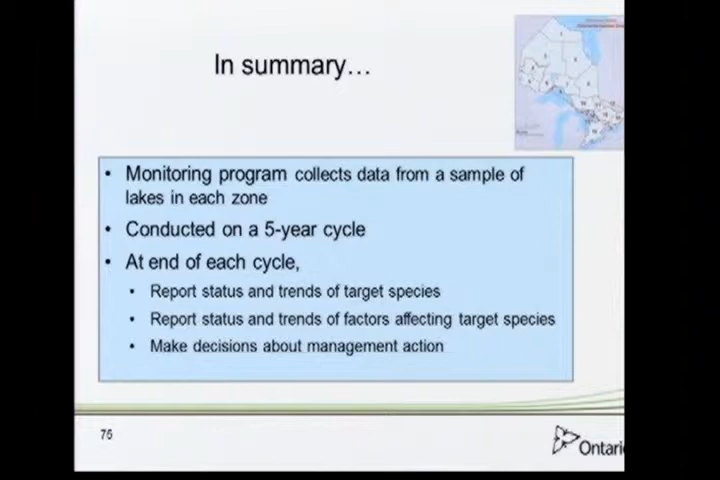 In summary…
• Monitoring program collects data from a sample of
lakes in each zone
• Conducted on a 5-year cycle
• At end of each cycle,
• Report status and trends of target species
• Report status and trends of factors affecting target species
• Make decisions about management action
75
Ontari